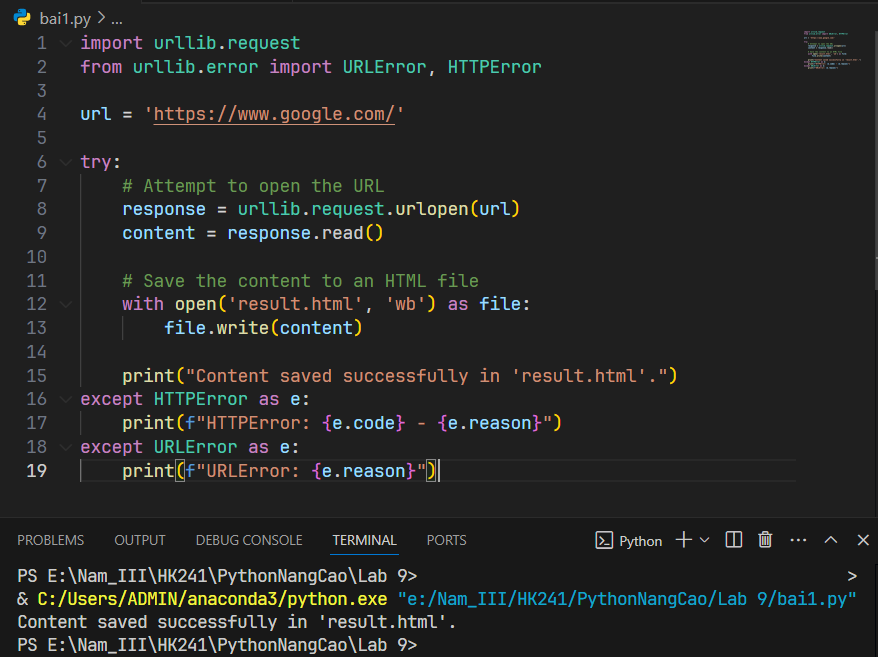 bai1.py > ...
1 import urllib.request
2 from urllib.error import URLError, HTTPError
3
4 url = 'https://www.google.com/'
5
6 try:
7     # Attempt to open the URL
8     response = urllib.request.urlopen(url)
9     content = response.read()
10
11     # Save the content to an HTML file
12     with open('result.html', 'wb') as file:
13         file.write(content)
14
15     print("Content saved successfully in 'result.html'.")
16 except HTTPError as e:
17     print(f"HTTPError: {e.code} - {e.reason}")
18 except URLError as e:
19     print(f"URLError: {e.reason}")
PROBLEMS OUTPUT DEBUG CONSOLE TERMINAL PORTS Python
PS E:\Nam_III\HK241\PythonNangCao\Lab 9> >
& C:/Users/ADMIN/anaconda3/python.exe "e:/Nam_III/HK241/PythonNangCao/Lab 9/bai1.py"
Content saved successfully in 'result.html'.
PS E:\Nam_III\HK241\PythonNangCao\Lab 9>